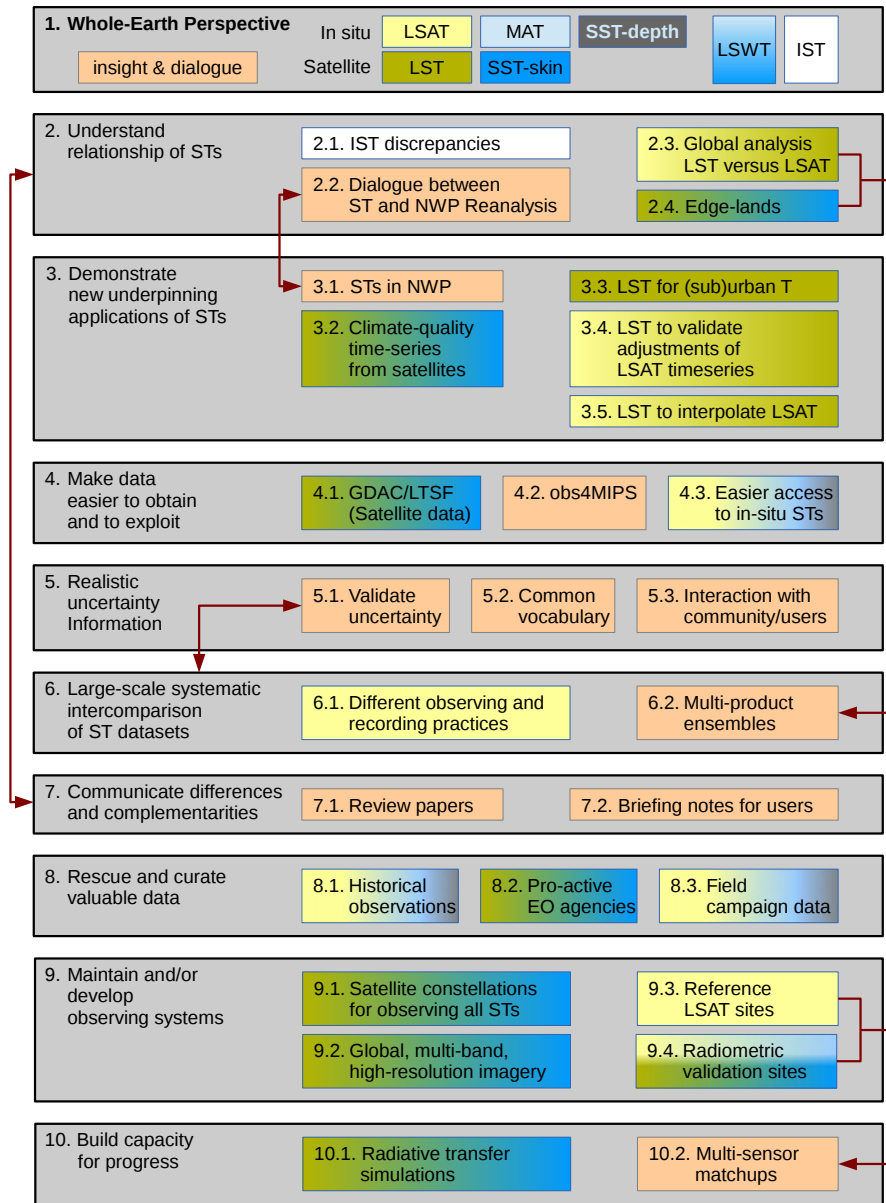 1. Whole-Earth Perspective
In situ
LSAT
MAT
SST-depth
LSWT
IST
insight & dialogue
Satellite
LST
SST-skin
2. Understand
relationship of STs
2.1. IST discrepancies
2.2. Dialogue between
ST and NWP Reanalysis
2.3. Global analysis
LST versus LSAT
2.4. Edge-lands
3. Demonstrate
new underpinning
applications of STs
3.1. STs in NWP
3.2. Climate-quality
time-series
from satellites
3.3. LST for (sub)urban T
3.4. LST to validate
adjustments of
LSAT timeseries
3.5. LST to interpolate LSAT
4. Make data
easier to obtain
and to exploit
4.1. GDAC/LTSF
(Satellite data)
4.2. obs4MIPS
4.3. Easier access
to in-situ STs
5. Realistic
uncertainty
Information
5.1. Validate
uncertainty
5.2. Common
vocabulary
5.3. Interaction with
community/users
6. Large-scale systematic
intercomparison
of ST datasets
6.1. Different observing and
recording practices
6.2. Multi-product
ensembles
7. Communicate differences
and complementarities
7.1. Review papers
7.2. Briefing notes for users
8. Rescue and curate
valuable data
8.1. Historical
observations
8.2. Pro-active
EO agencies
8.3. Field
campaign data
9. Maintain and/or
develop
observing systems
9.1. Satellite constellations
for observing all STs
9.2. Global, multi-band,
high-resolution imagery
9.3. Reference
LSAT sites
9.4. Radiometric
validation sites
10. Build capacity
for progress
10.1. Radiative transfer
simulations
10.2. Multi-sensor
matchups